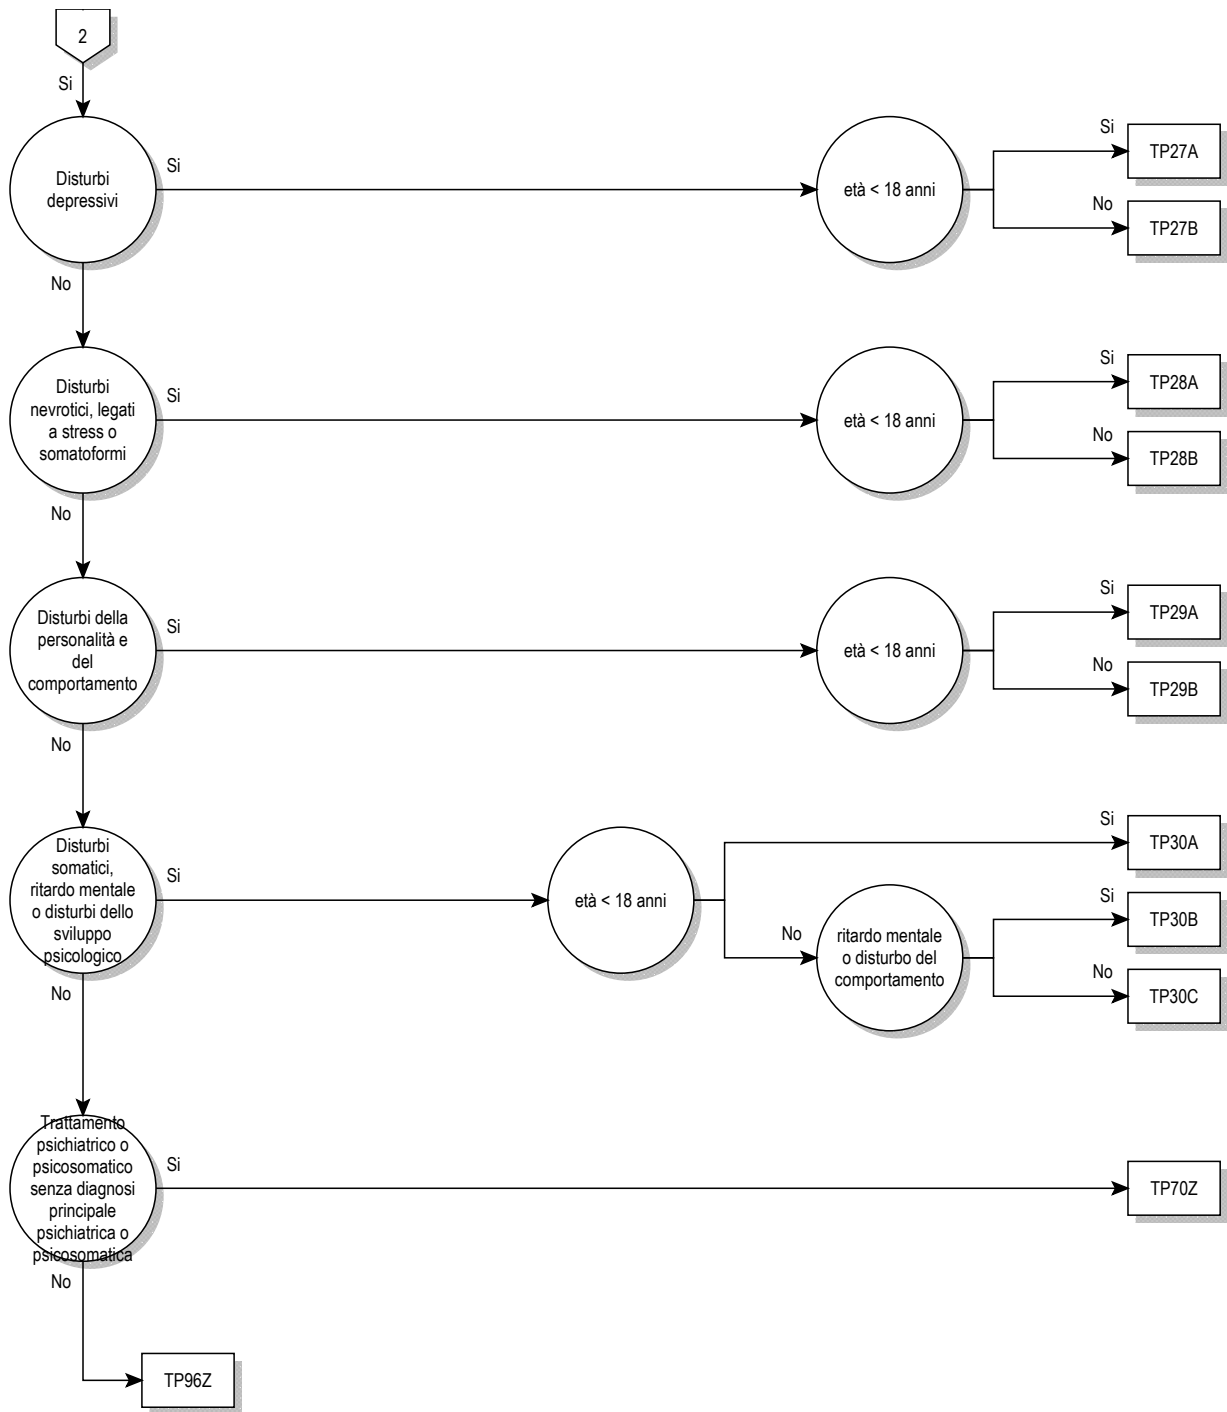 2
Si
Disturbi
depressivi
Si
età < 18 anni
Si
TP27A
No
TP27B
No
Disturbi
nevrotici, legati
a stress o
somatoformi
Si
età < 18 anni
Si
TP28A
No
TP28B
No
Disturbi della
personalità e
del
comportamento
Si
età < 18 anni
Si
TP29A
No
TP29B
No
Disturbi
somatici,
ritardo mentale
o disturbi dello
sviluppo
psicologico
Si
età < 18 anni
Si
TP30A
No
ritardo mentale
o disturbo del
comportamento
Si
TP30B
No
TP30C
No
Trattamento
psichiatrico o
psicosomatico
senza diagnosi
principale
psichiatrica o
psicosomatica
Si
TP70Z
No
TP96Z